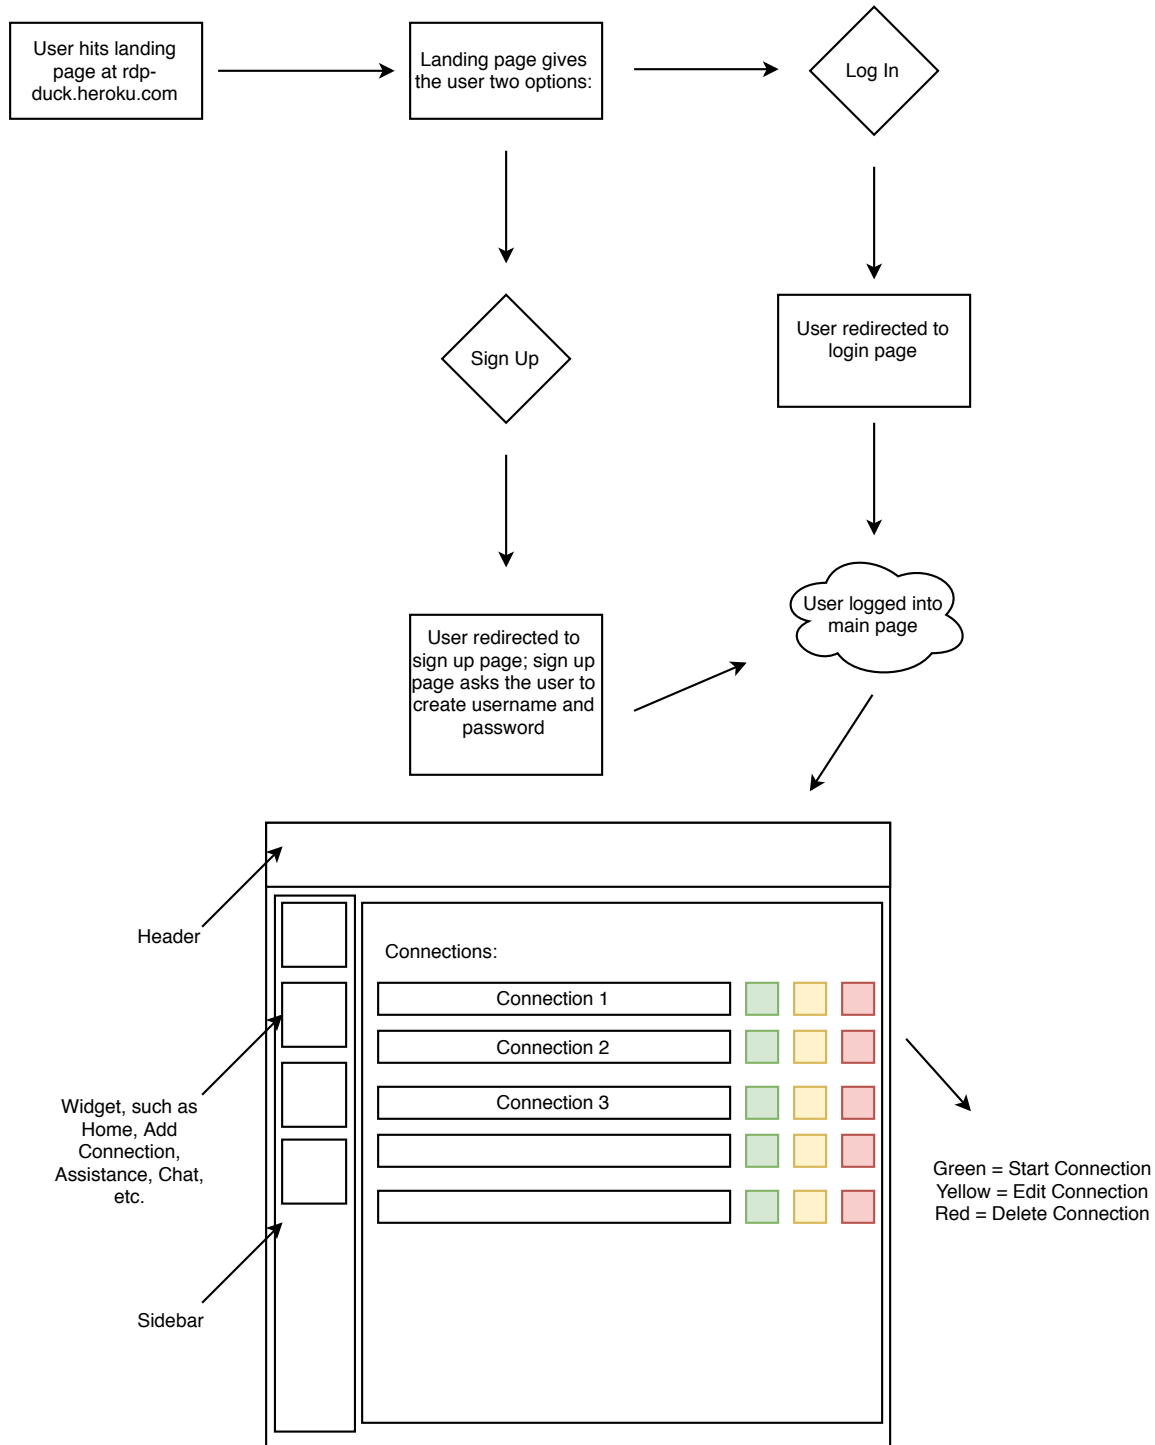 User hits landing
page at rdp-
duck.heroku.com
Landing page gives
the user two options:
Log In
Sign Up
User redirected to
login page
User redirected to
sign up page; sign up
page asks the user to
create username and
password
User logged into
main page
Header
Connections:
Connection 1
Connection 2
Connection 3
Widget, such as
Home, Add
Connection,
Assistance, Chat,
etc.
Green = Start Connection
Yellow = Edit Connection
Red = Delete Connection
Sidebar